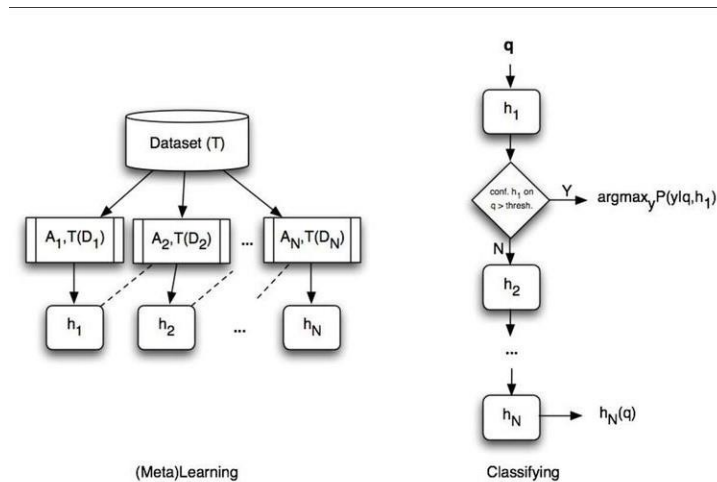 Dataset (T)
A1,T(D1)
A2,T(D2)
...
AN,T(DN)
h1
h2
...
hN
(Meta)Learning
q
h1
conf. h1 on
q > thresh.
Y
argmaxyP(y|q,h1)
N
h2
...
hN
hN(q)
Classifying